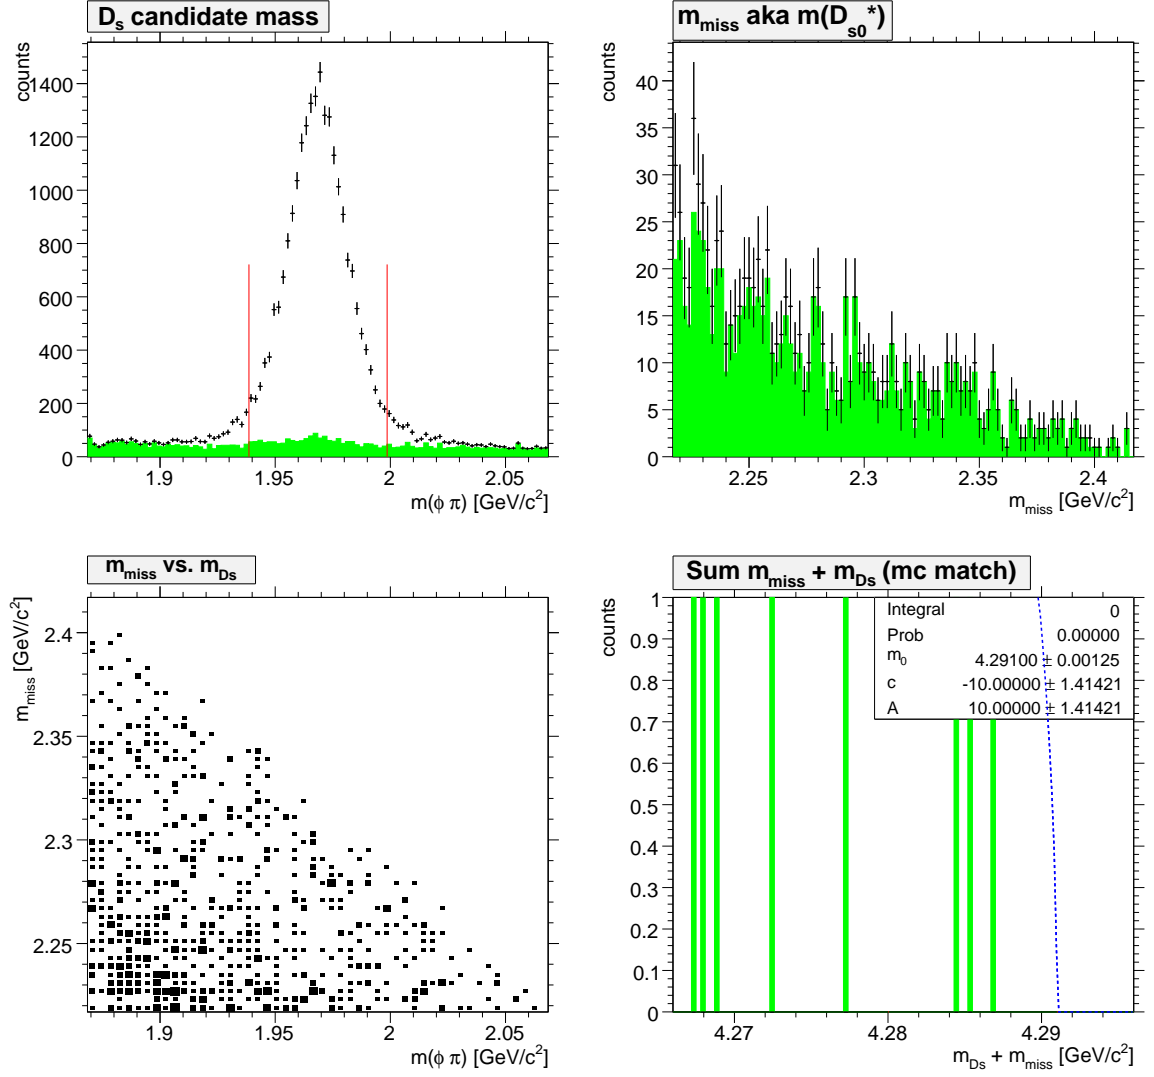 D_s candidate mass
counts
1400
1200
1000
800
600
400
200
0
1.9 1.95 2 2.05
m(ϕ π) [GeV/c²]
m_miss aka m(D_s0*)
counts
40
35
30
25
20
15
10
5
0
2.25 2.3 2.35 2.4
m_miss [GeV/c²]
m_miss vs. m_Ds
m_miss [GeV/c²]
2.4
2.35
2.3
2.25
1.9 1.95 2 2.05
m(ϕ π) [GeV/c²]
Sum m_miss + m_Ds (mc match)
counts
1
0.9
0.8
0.7
0.6
0.5
0.4
0.3
0.2
0.1
0
Integral 0
Prob 0.00000
m_0 4.29100 ± 0.00125
c -10.00000 ± 1.41421
A 10.00000 ± 1.41421
4.27 4.28 4.29
m_Ds + m_miss [GeV/c²]